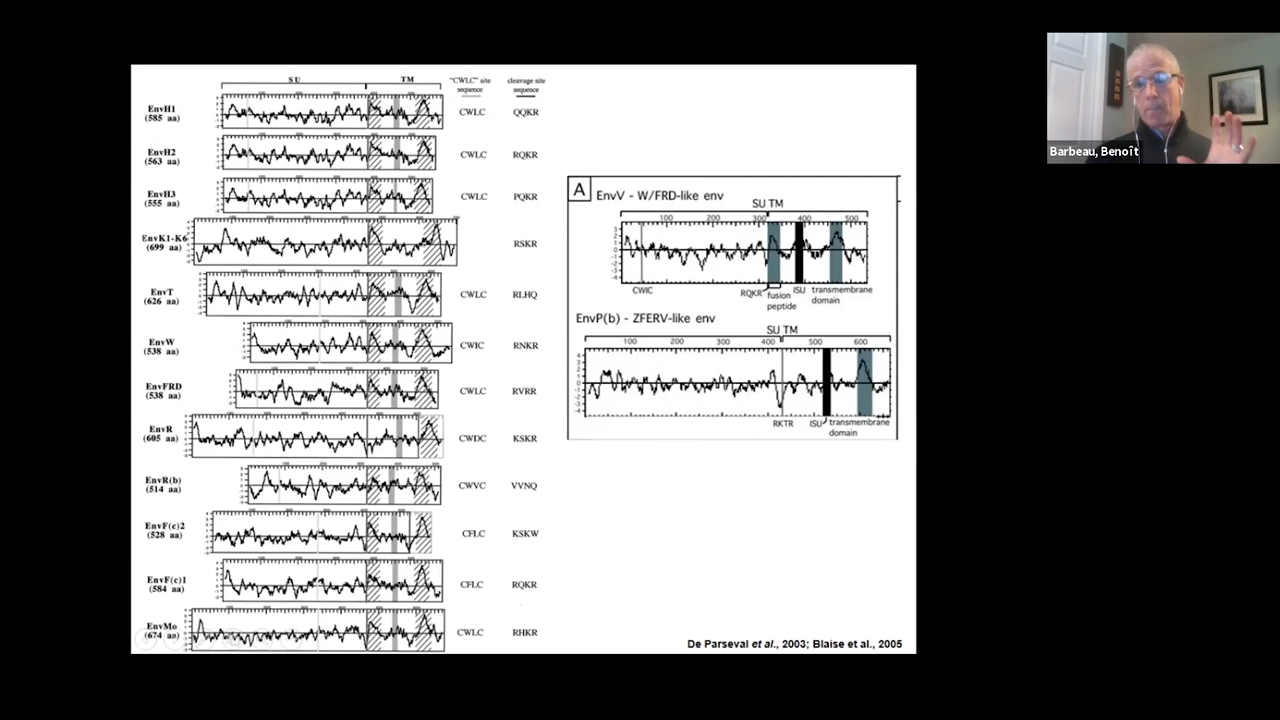 SU TM "CWLC" site sequence cleavage site sequence
EnvH1 (585 aa) CWLC QQKR
EnvH2 (563 aa) CWLC RQKR
EnvH3 (555 aa) CWLC PQKR
EnvK1-K6 (699 aa) RSKR
EnvT (626 aa) CWLC RLHQ
EnvW (538 aa) CWIC RNKR
EnvFRD (538 aa) CWLC RVRR
EnvR (605 aa) CWDC KSKR
EnvR(b) (514 aa) CWVC VVNQ
EnvF(c)2 (528 aa) CFLC KSKW
EnvF(c)1 (584 aa) CFLC RQKR
EnvMo (674 aa) CWLC RHKR
A EnvV - W/FRD-like env
SU TM
100 200 300 400 500
CWIC RQKR fusion peptide ISU transmembrane domain
EnvP(b) - ZFERV-like env
SU TM
100 200 300 400 500 600
RKTR ISU transmembrane domain
De Parseval et al., 2003; Blaise et al., 2005
Barbeau, Benoît